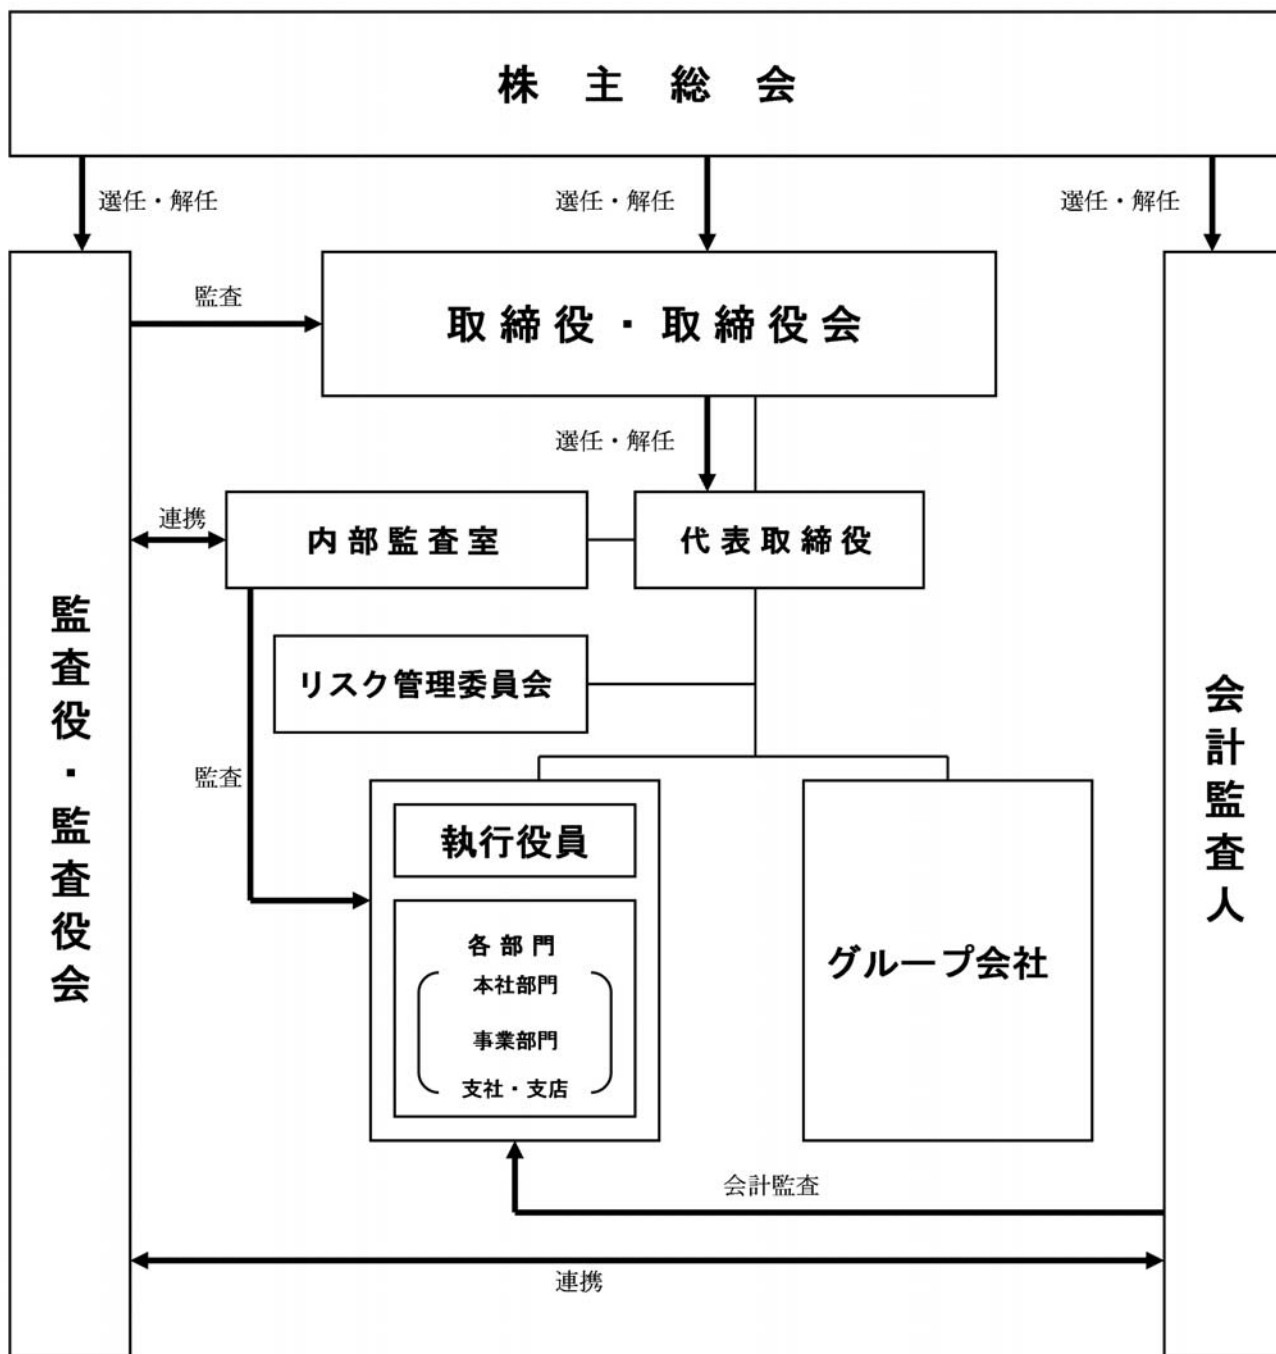 株主総会
選任・解任
選任・解任
選任・解任
監査
取締役・取締役会
選任・解任
連携
内部監査室
代表取締役
監査役・監査役会
リスク管理委員会
会計監査人
監査
執行役員
各部門
本社部門
事業部門
支社・支店
グループ会社
会計監査
連携